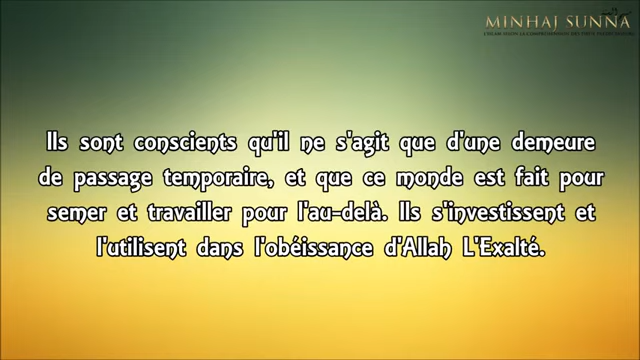 MINHAJ SUNNA
Ils sont conscients qu'il ne s'agit que d'une demeure
de passage temporaire, et que ce monde est fait pour
semer et travailler pour l'au-delà. Ils s'investissent et
l'utilisent dans l'obéissance d'Allah L'Exalté.